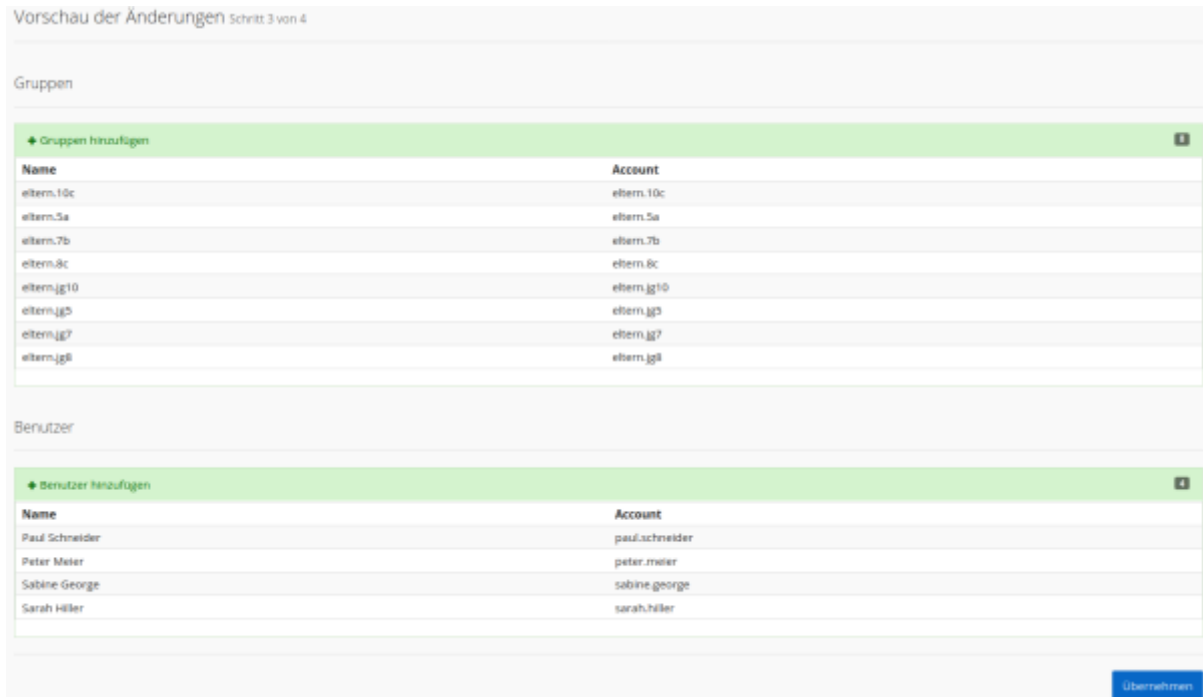 Vorschau der Änderungen Schritt 3 von 4
Gruppen
Gruppen hinzufügen 8
Name Account
eltern.10c eltern.10c
eltern.5a eltern.5a
eltern.7b eltern.7b
eltern.8c eltern.8c
eltern.jg10 eltern.jg10
eltern.jg5 eltern.jg5
eltern.jg7 eltern.jg7
eltern.jg8 eltern.jg8
Benutzer
Benutzer hinzufügen 4
Name Account
Paul Schneider paul.schneider
Peter Meier peter.meier
Sabine George sabine.george
Sarah Hiller sarah.hiller
Übernehmen